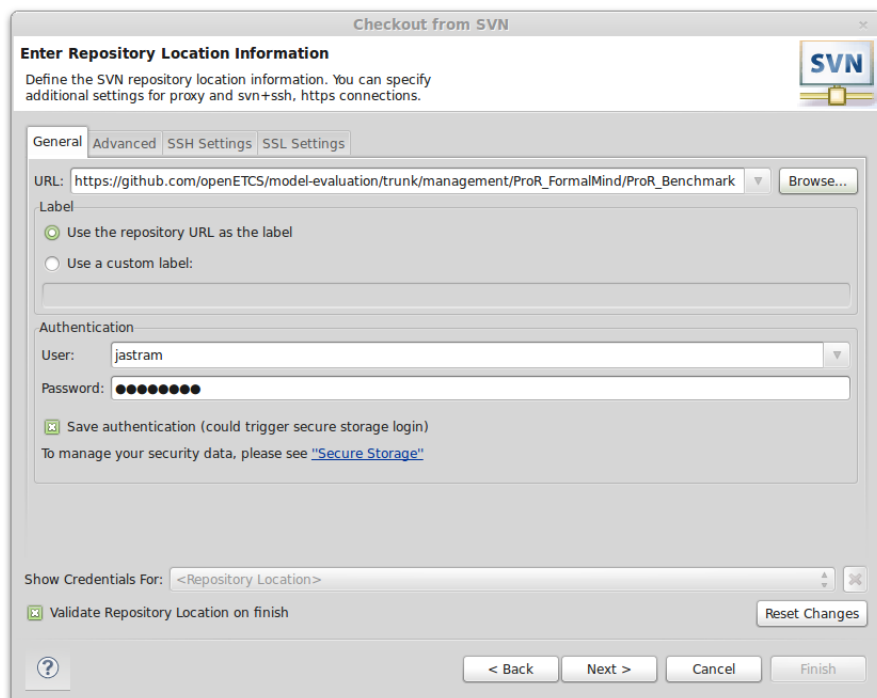 Checkout from SVN
Enter Repository Location Information
Define the SVN repository location information. You can specify
additional settings for proxy and svn+ssh, https connections.
SVN
General Advanced SSH Settings SSL Settings
URL: https://github.com/openETCS/model-evaluation/trunk/management/ProR_FormalMind/ProR_Benchmark Browse...
Label
Use the repository URL as the label
Use a custom label:
Authentication
User: jastram
Password: ●●●●●●●●
Save authentication (could trigger secure storage login)
To manage your security data, please see "Secure Storage"
Show Credentials For: <Repository Location>
Validate Repository Location on finish
Reset Changes
? < Back Next > Cancel Finish